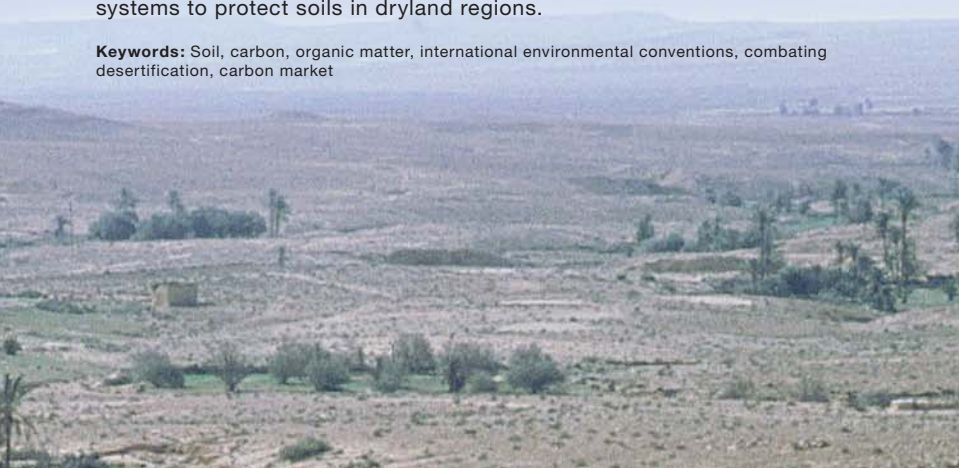 systems to protect soils in dryland regions.
Keywords: Soil, carbon, organic matter, international environmental conventions, combating
desertification, carbon market